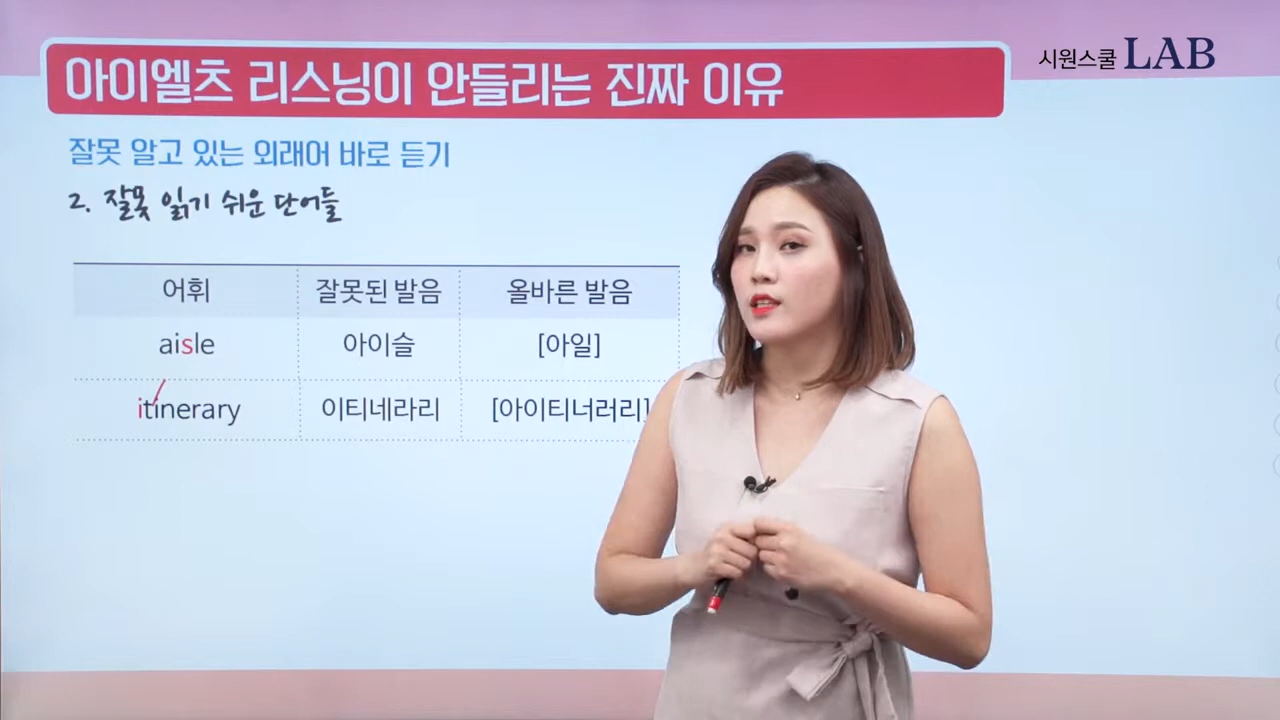 시원스쿨 LAB
아이엘츠 리스닝이 안들리는 진짜 이유
잘못 알고 있는 외래어 바로 듣기
2. 잘못 읽기 쉬운 단어들
어휘 잘못된 발음 올바른 발음
aisle 아이슬 [아일]
itinerary 이티네라리 [아이티너러리]